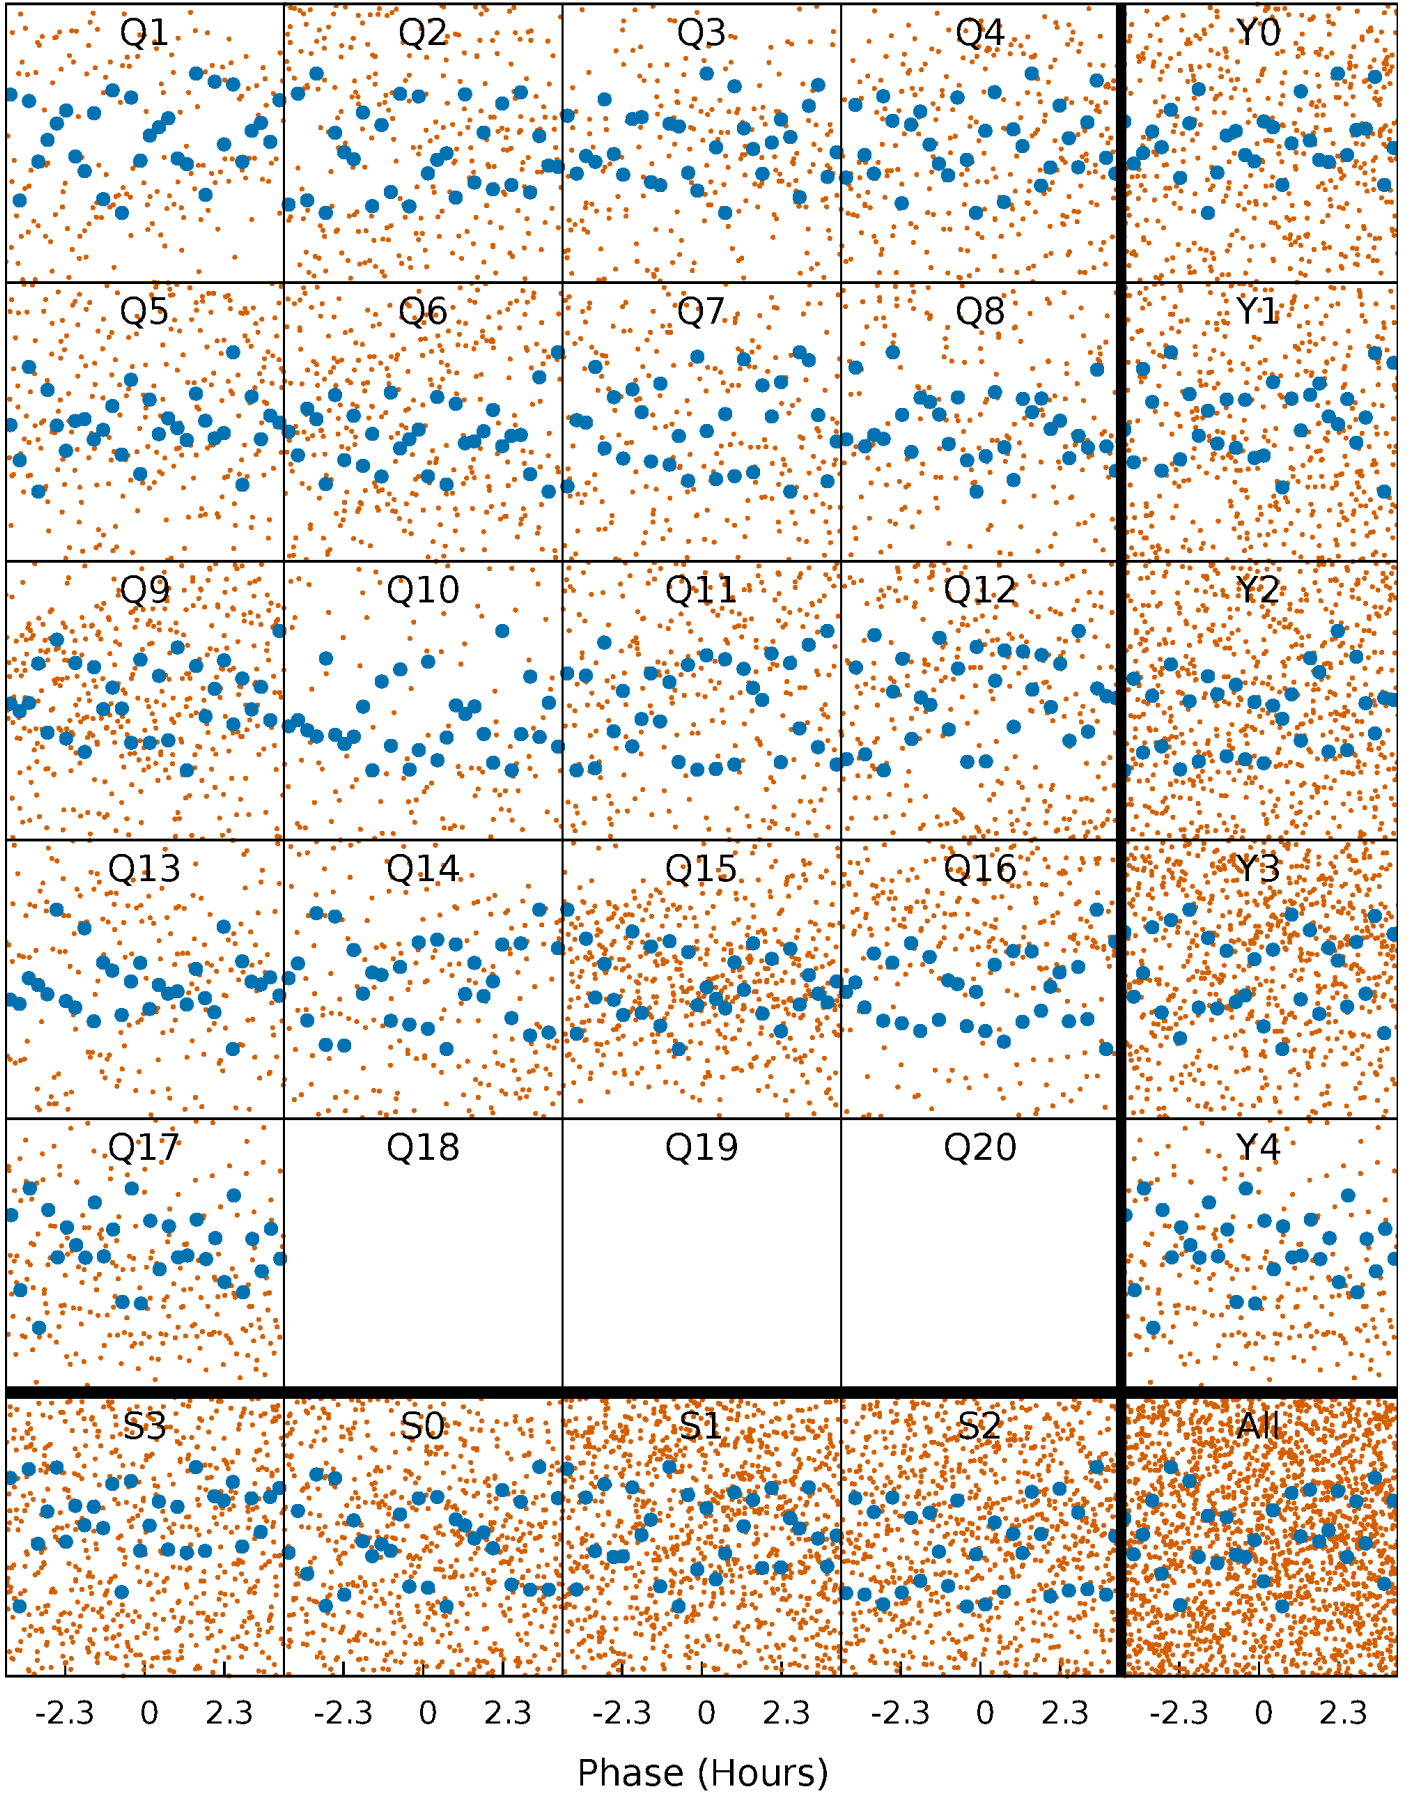 Q1 Q2 Q3 Q4 Y0
Q5 Q6 Q7 Q8 Y1
Q9 Q10 Q11 Q12 Y2
Q13 Q14 Q15 Q16 Y3
Q17 Q18 Q19 Q20 Y4
S3 S0 S1 S2 All
-2.3 0 2.3 -2.3 0 2.3 -2.3 0 2.3 -2.3 0 2.3 -2.3 0 2.3
Phase (Hours)